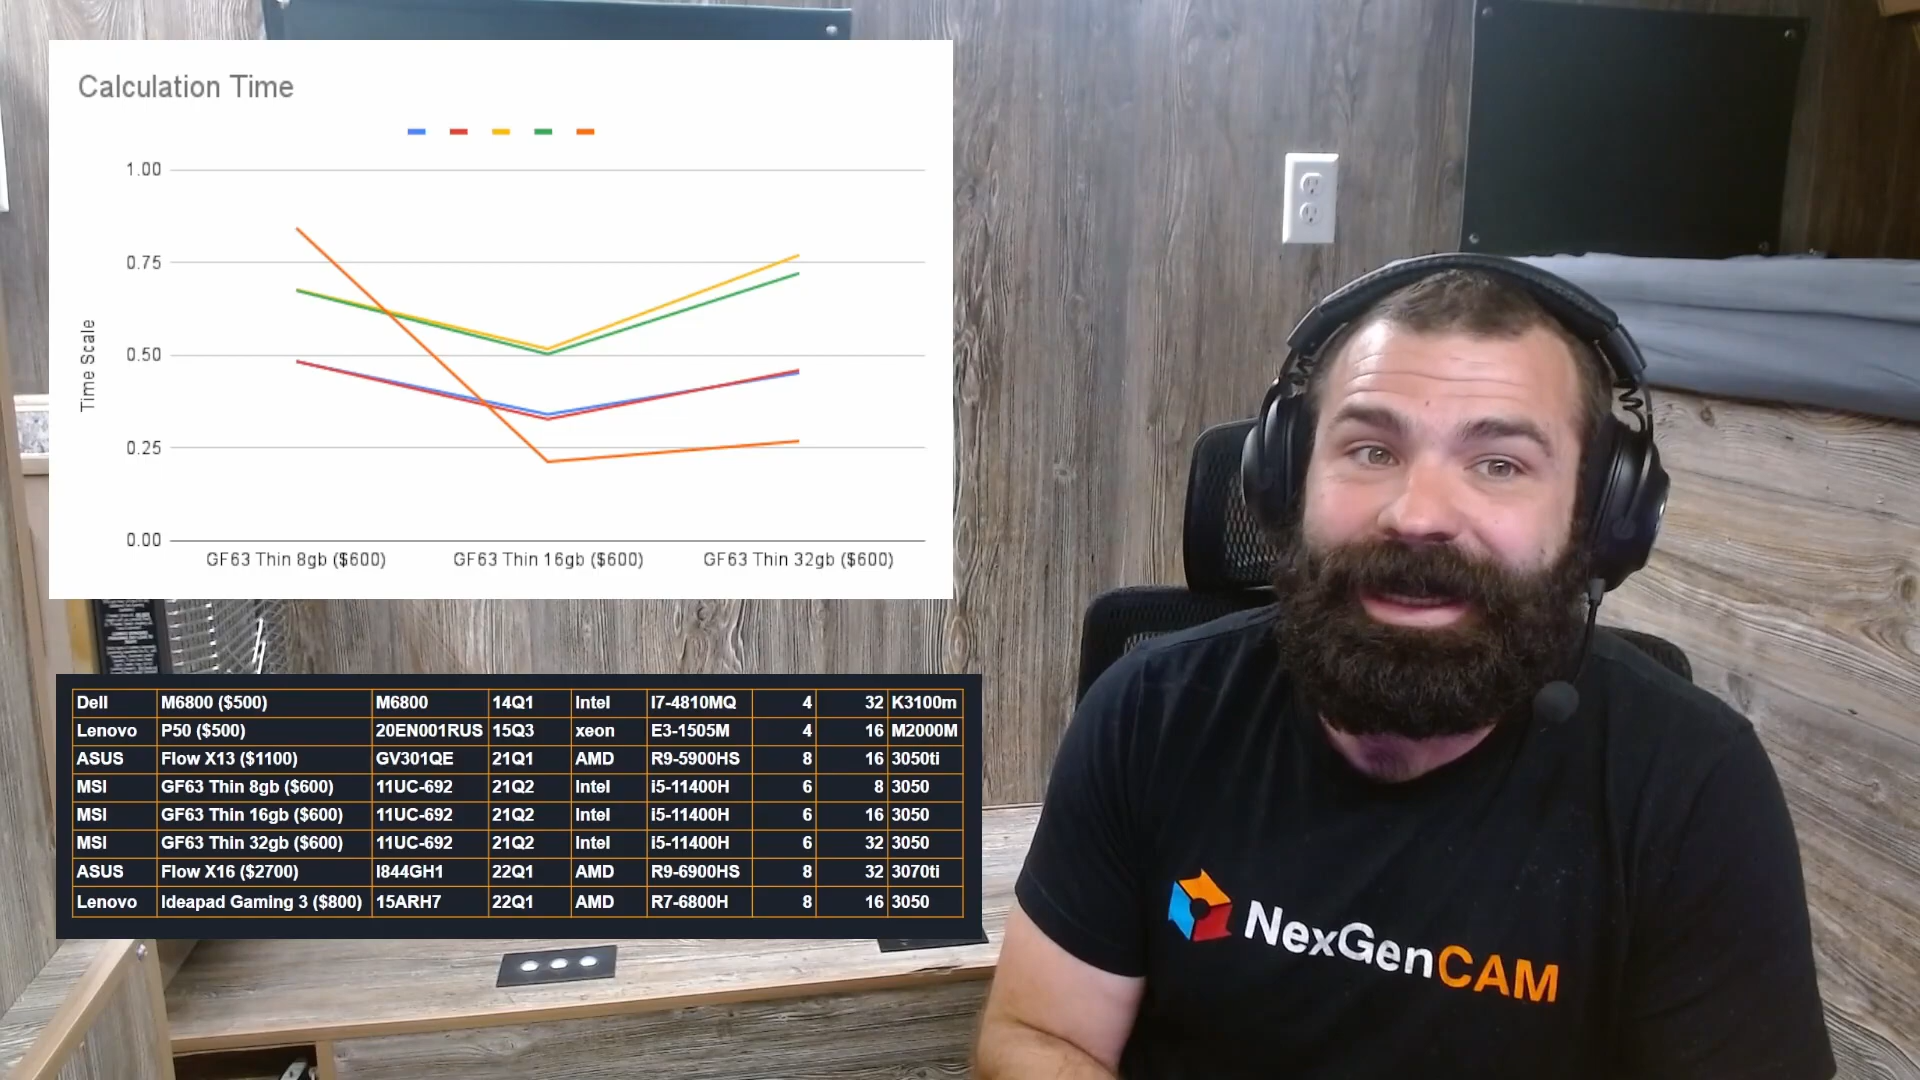 Calculation Time
1.00
0.75
0.50
0.25
0.00
Time Scale
GF63 Thin 8gb ($600) GF63 Thin 16gb ($600) GF63 Thin 32gb ($600)
Dell M6800 ($500) M6800 14Q1 Intel I7-4810MQ 4 32 K3100m
Lenovo P50 ($500) 20EN001RUS 15Q3 xeon E3-1505M 4 16 M2000M
ASUS Flow X13 ($1100) GV301QE 21Q1 AMD R9-5900HS 8 16 3050ti
MSI GF63 Thin 8gb ($600) 11UC-692 21Q2 Intel i5-11400H 6 8 3050
MSI GF63 Thin 16gb ($600) 11UC-692 21Q2 Intel i5-11400H 6 16 3050
MSI GF63 Thin 32gb ($600) 11UC-692 21Q2 Intel i5-11400H 6 32 3050
ASUS Flow X16 ($2700) I844GH1 22Q1 AMD R9-6900HS 8 32 3070ti
Lenovo Ideapad Gaming 3 ($800) 15ARH7 22Q1 AMD R7-6800H 8 16 3050
NexGenCAM